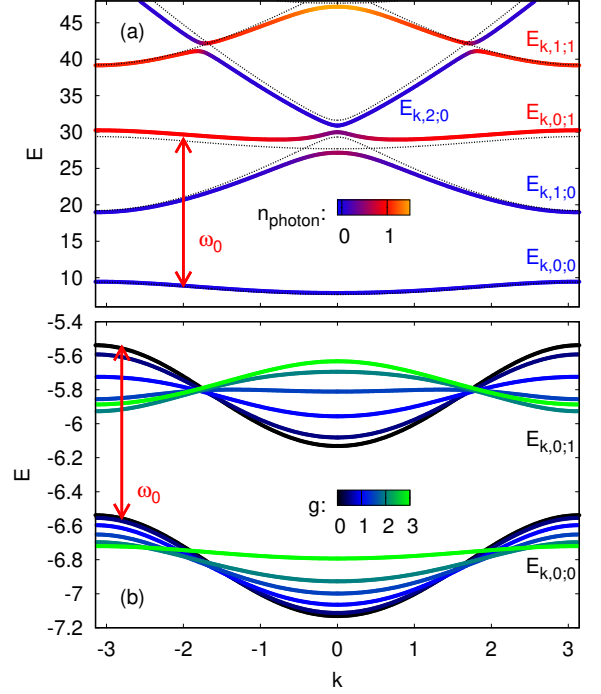 (a)
45
40
35
30
25
20
15
10
E
E_{k,1;1}
E_{k,2;0}
E_{k,0;1}
E_{k,1;0}
E_{k,0;0}
n_{photon}:
0 1
ω_0
-5.4
-5.6
-5.8
-6
-6.2
-6.4
-6.6
-6.8
-7
-7.2
E
E_{k,0;1}
ω_0
g:
0 1 2 3
E_{k,0;0}
(b)
-3 -2 -1 0 1 2 3
k